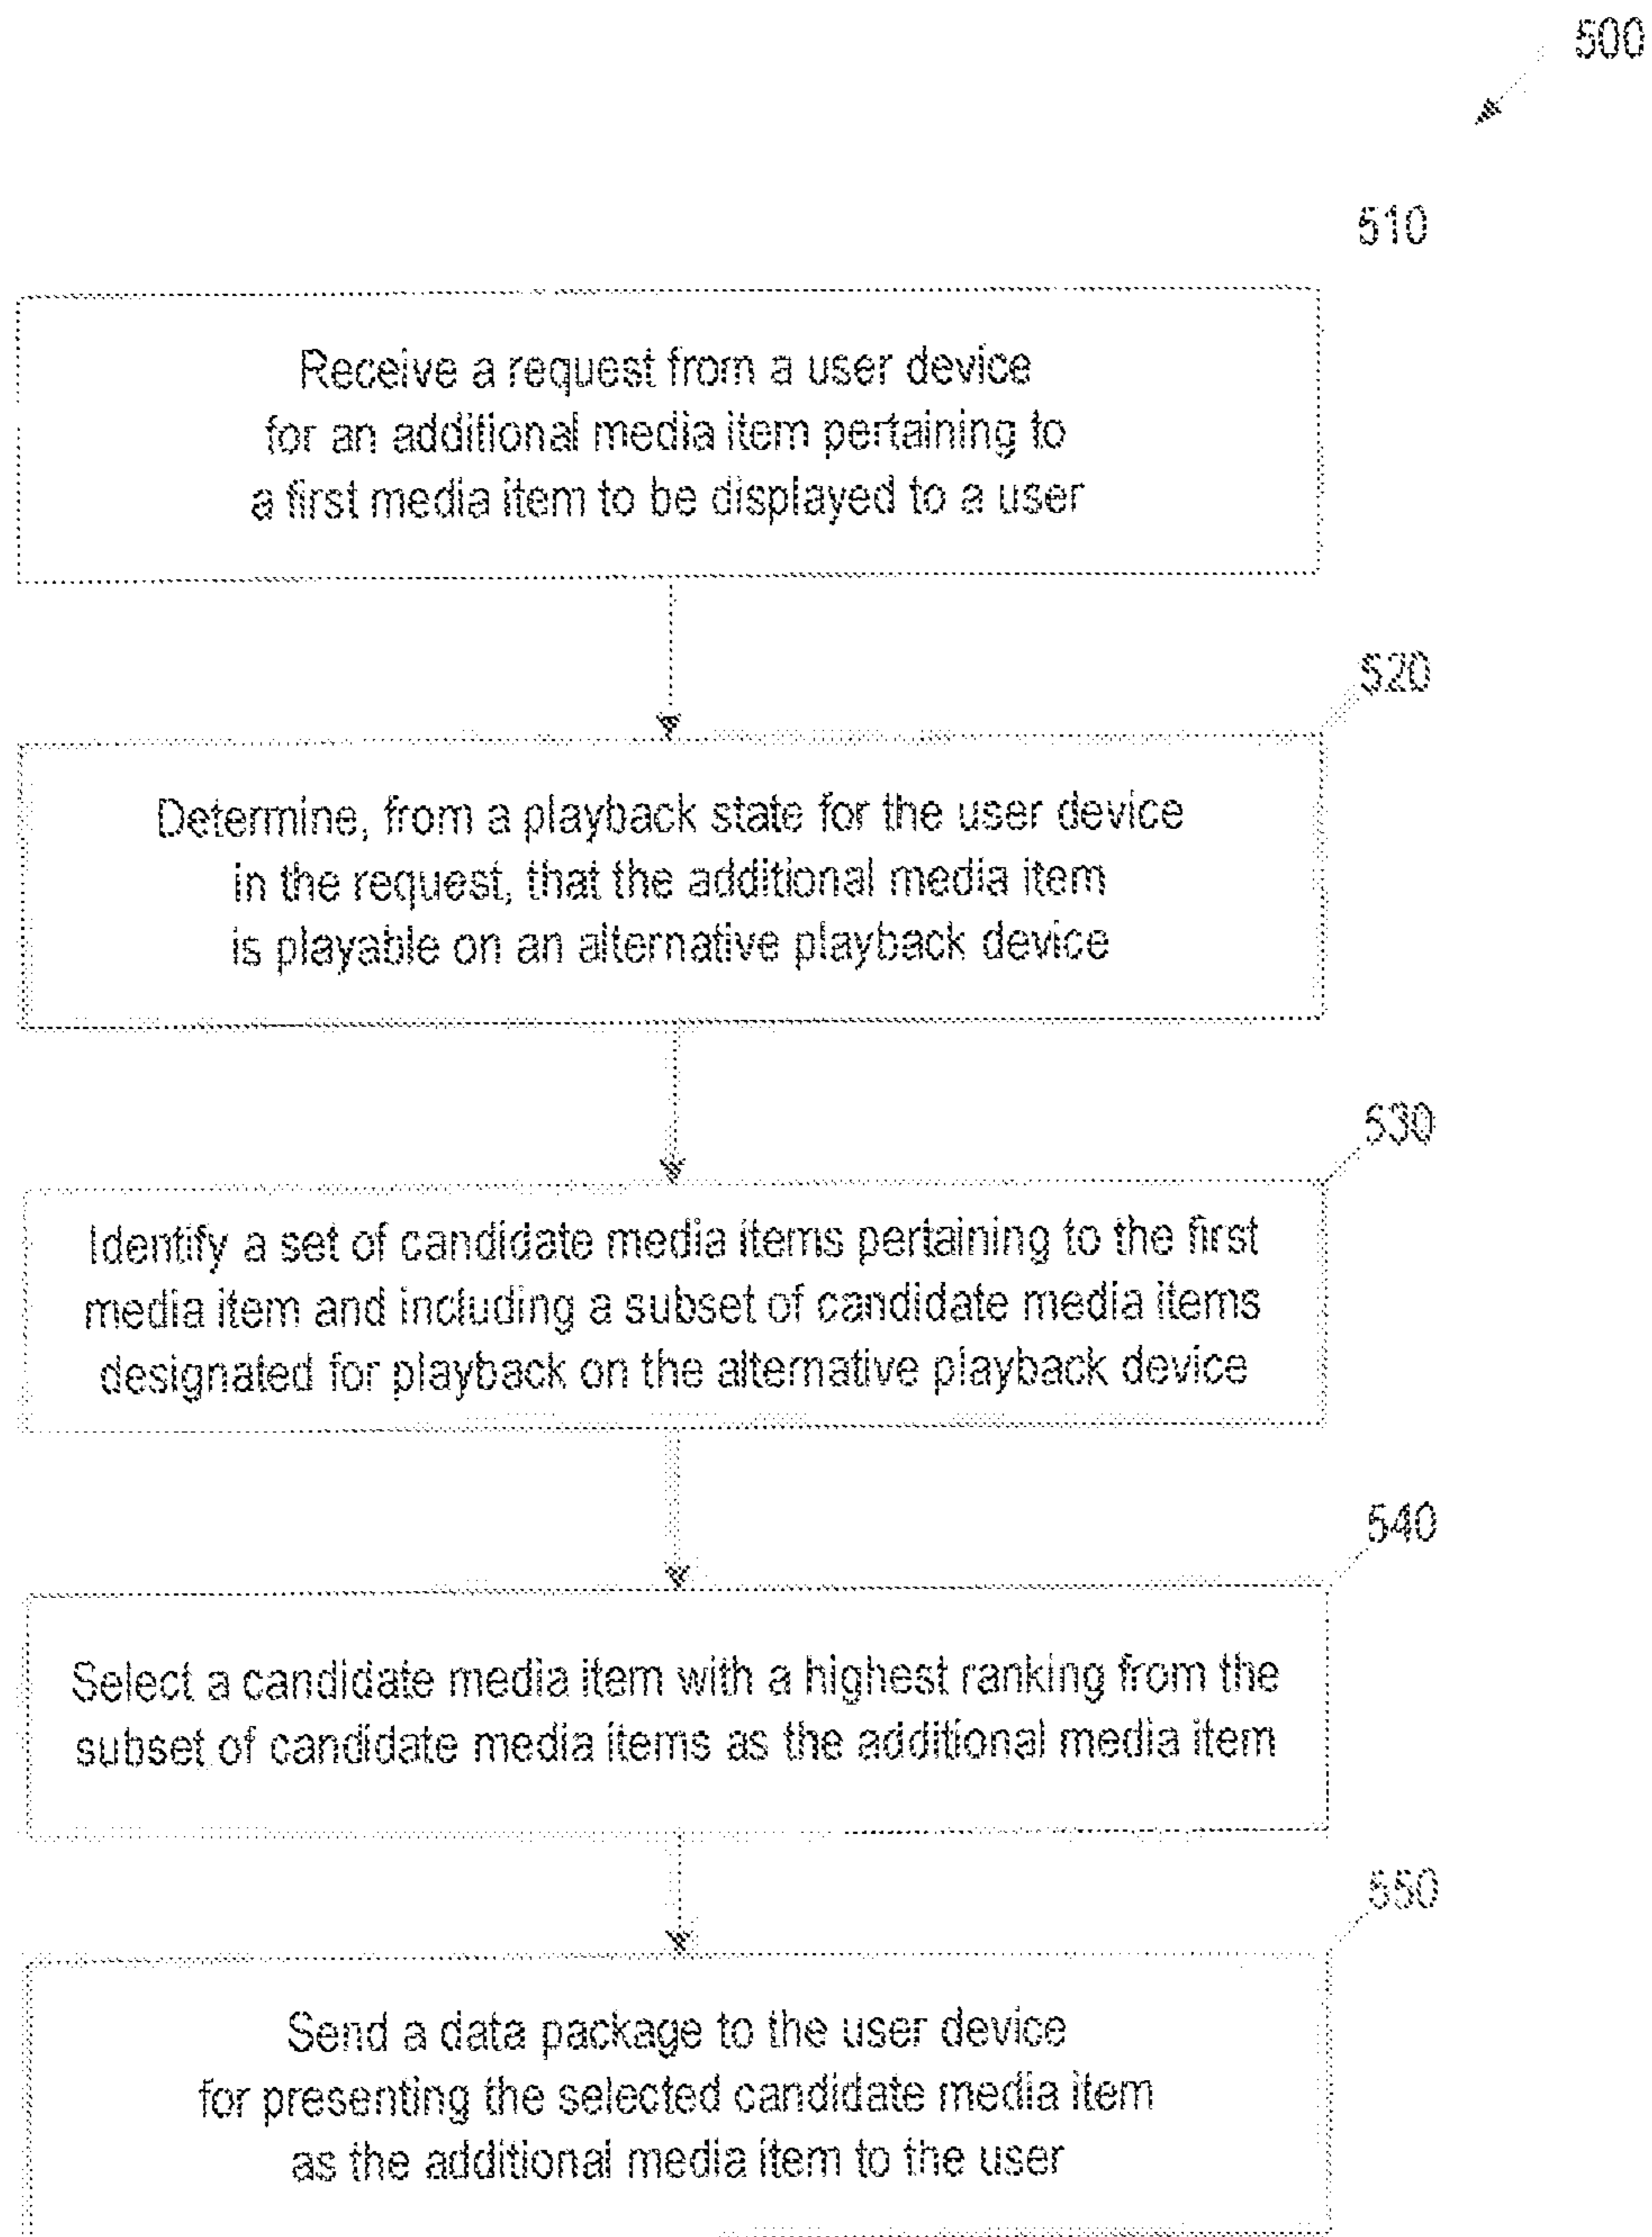 500
510
Receive a request from a user device
for an additional media item pertaining to
a first media item to be displayed to a user
520
Determine, from a playback state for the user device
in the request, that the additional media item
is playable on an alternative playback device
530
Identify a set of candidate media items pertaining to the first
media item and including a subset of candidate media items
designated for playback on the alternative playback device
540
Select a candidate media item with a highest ranking from the
subset of candidate media items as the additional media item
550
Send a data package to the user device
for presenting the selected candidate media item
as the additional media item to the user